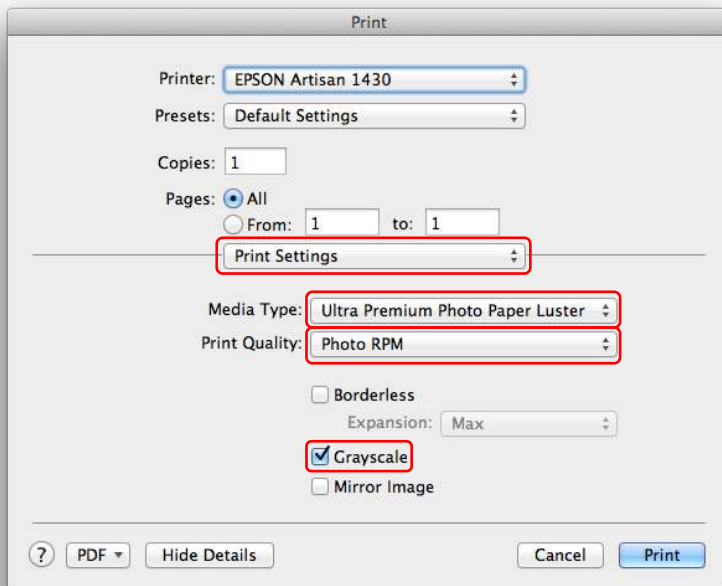 Print
Printer: EPSON Artisan 1430
Presets: Default Settings
Copies: 1
Pages: All
From: 1 to: 1
Print Settings
Media Type: Ultra Premium Photo Paper Luster
Print Quality: Photo RPM
Borderless
Expansion: Max
Grayscale
Mirror Image
? PDF Hide Details Cancel Print